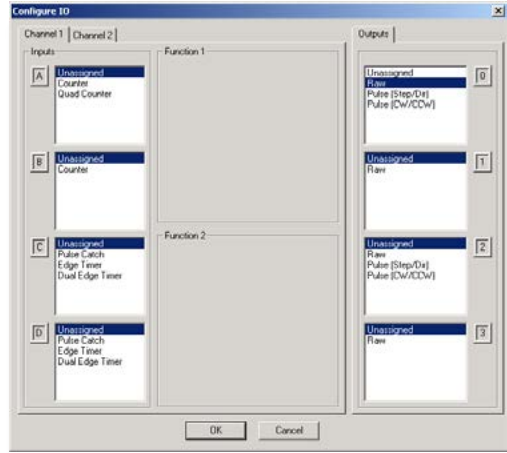 Configure IO
Channel 1
Channel 2
Outputs
Inputs
Function 1
A
Unassigned
Counter
Quad Counter
B
Unassigned
Counter
Function 2
C
Unassigned
Pulse Catch
Edge Timer
Dual Edge Timer
D
Unassigned
Pulse Catch
Edge Timer
Dual Edge Timer
Unassigned
Raw
Pulse (Step/Dir)
Pulse (CW/CCW)
0
Unassigned
Raw
1
Unassigned
Raw
Pulse (Step/Dir)
Pulse (CW/CCW)
2
Unassigned
Raw
3
OK
Cancel